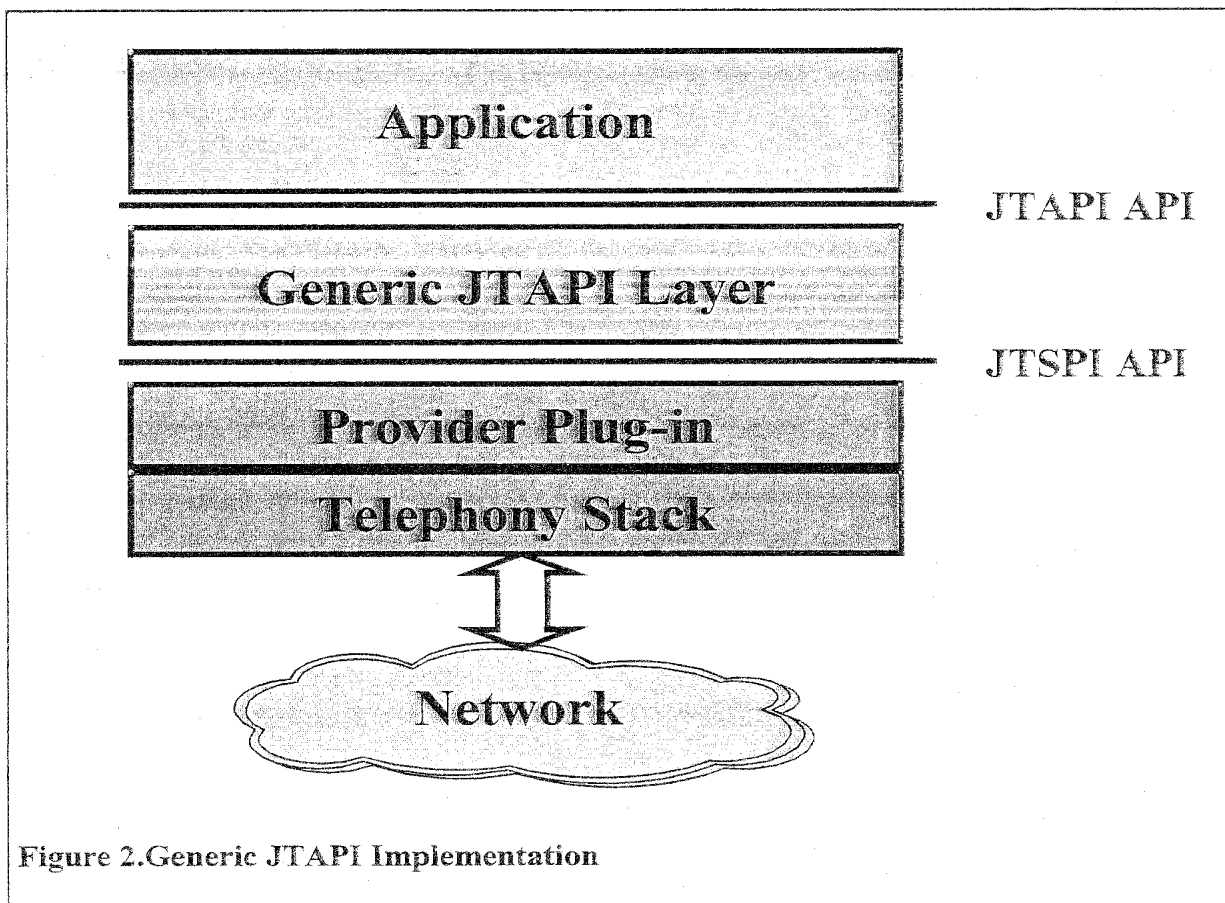 Application
JTAPI API
Generic JTAPI Layer
JTSPI API
Provider Plug-in
Telephony Stack
Network
Figure 2.Generic JTAPI Implementation